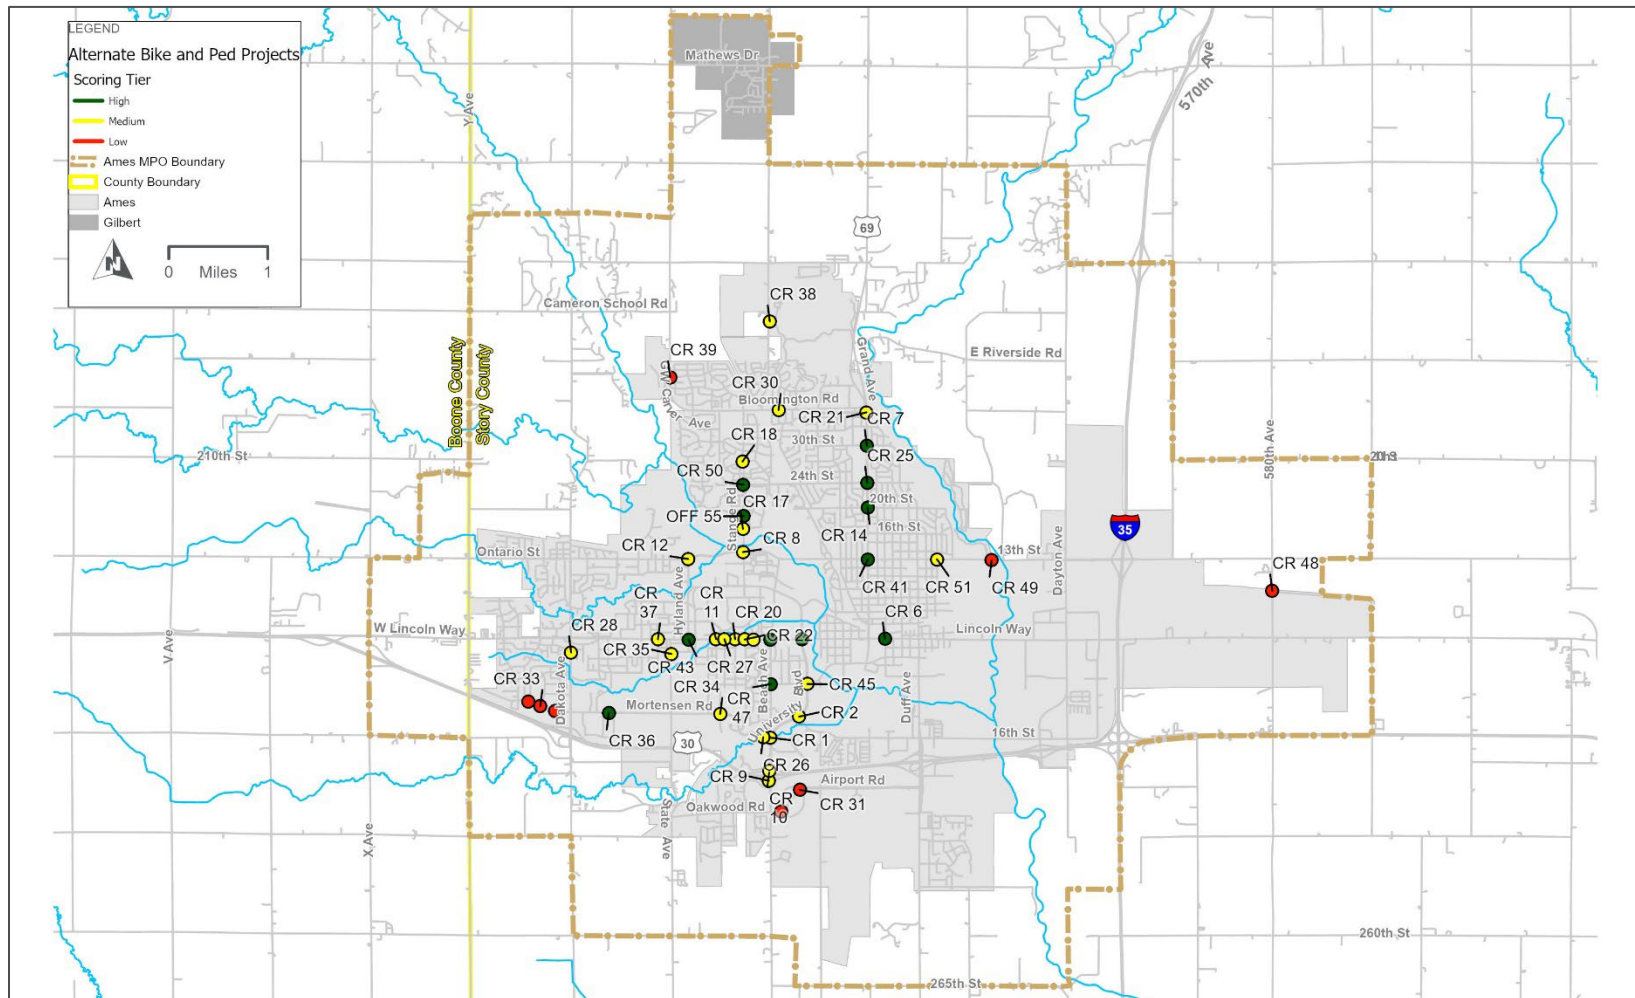 LEGEND
Alternate Bike and Ped Projects
Scoring Tier
High
Medium
Low
Ames MPO Boundary
County Boundary
Ames
Gilbert
N
0 Miles 1
Mathews Dr
Y Ave
570th Ave
69
Cameron School Rd
CR 38
E Riverside Rd
Grand Ave
CR 39
GW Carver Ave
CR 30
Bloomington Rd
Boone County
Story County
CR 21
CR 7
CR 18
30th St
210th St
CR 25
580th Ave
CR 50
24th St
20th St
CR 17
OFF 55
Stange Rd
16th St
35
CR 14
CR 8
CR 12
Ontario St
13th St
Dayton Ave
CR 41
CR 51
CR 49
CR 48
Hyland Ave
CR
37
CR
11
CR 20
CR 6
W Lincoln Way
CR 28
Lincoln Way
CR 22
V Ave
CR 35
CR 43
CR 27
Beach Ave
CR 33
Dakota Ave
CR 34
CR
47
CR 45
Duff Ave
Mortensen Rd
University Blvd
CR 2
CR 36
30
CR 1
16th St
CR 26
CR 9
Airport Rd
CR
10
CR 31
Oakwood Rd
State Ave
X Ave
260th St
265th St